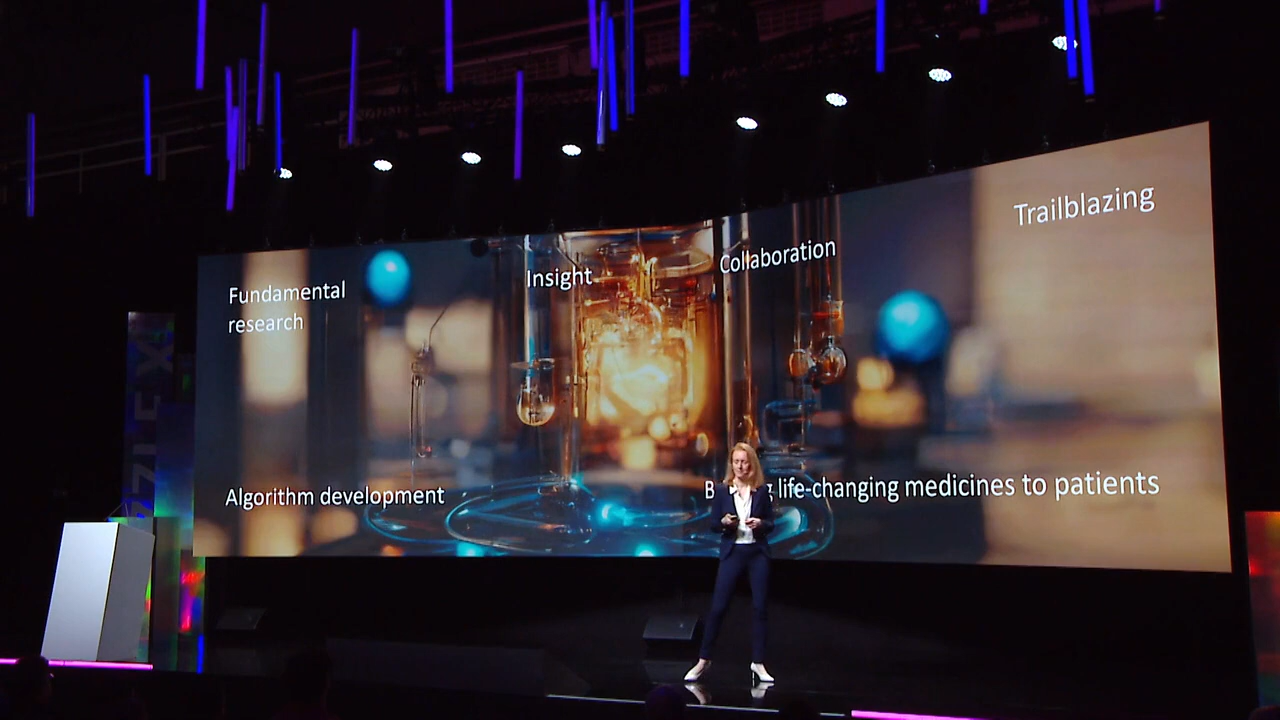 Trailblazing
Insight
Collaboration
Fundamental
research
Algorithm development
life-changing medicines to patients